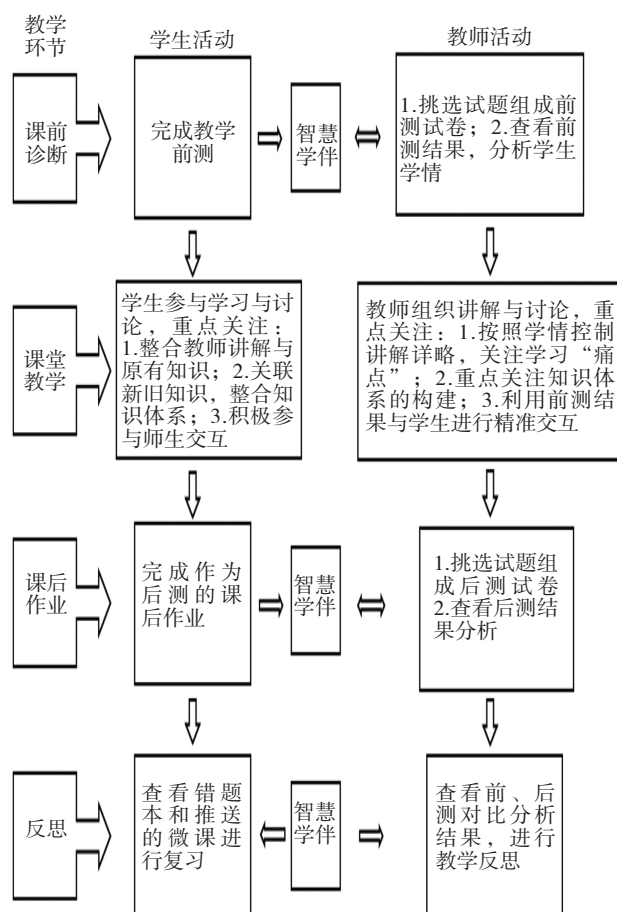 教学
环节
学生活动
教师活动
课前
诊断
完成教学
前测
智慧
学伴
1.挑选试题组成前
测试卷；2.查看前
测结果，分析学生
学情
课堂
教学
学生参与学习与讨
论，重点关注：
1.整合教师讲解与
原有知识；2.关联
新旧知识，整合知
识体系；3.积极参
与师生交互
教师组织讲解与讨论，重
点关注：1.按照学情控制
讲解详略，关注学习“痛
点”；2.重点关注知识体
系的构建；3.利用前测结
果与学生进行精准交互
课后
作业
完成作为
后测的课
后作业
智慧
学伴
1.挑选试题组
成后测试卷
2.查看后测结
果分析
反思
查看错题
本和推送
的微课进
行复习
智慧
学伴
查看前、后
测对比分析
结果，进行
教学反思